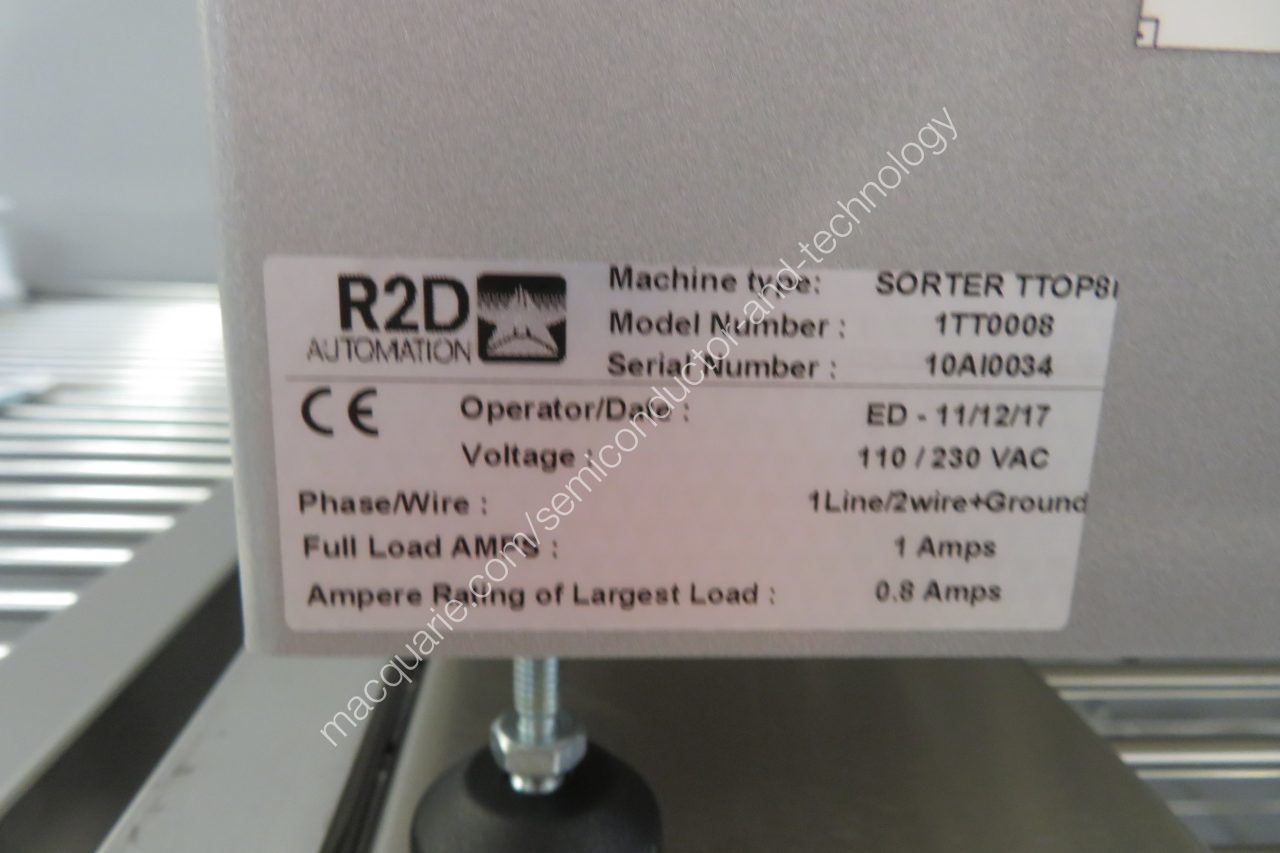 R2D
AUTOMATION
Machine type: SORTER TTOP8I
Model Number : 1TT0008
Serial Number : 10AI0034
CE
Operator/Date : ED - 11/12/17
Voltage : 110 / 230 VAC
Phase/Wire : 1Line/2wire+Ground
Full Load AMPS : 1 Amps
Ampere Rating of Largest Load : 0.8 Amps
macquarie.com/semiconductor-and-technology